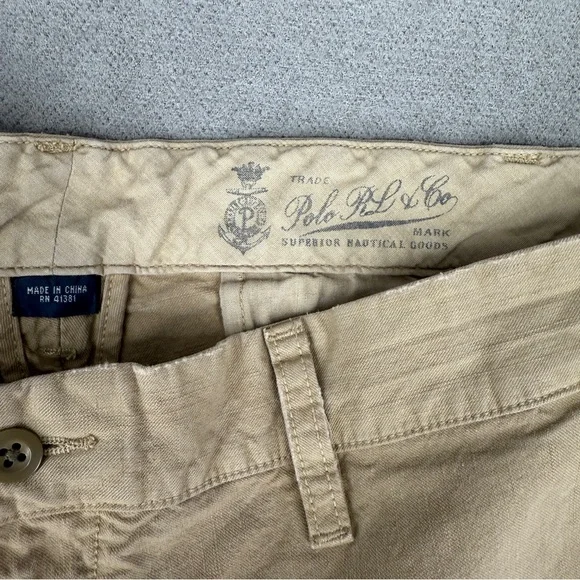 TRADE
Polo RL & Co
MARK
SUPERIOR NAUTICAL GOODS
P
MADE IN CHINA
RN 41381